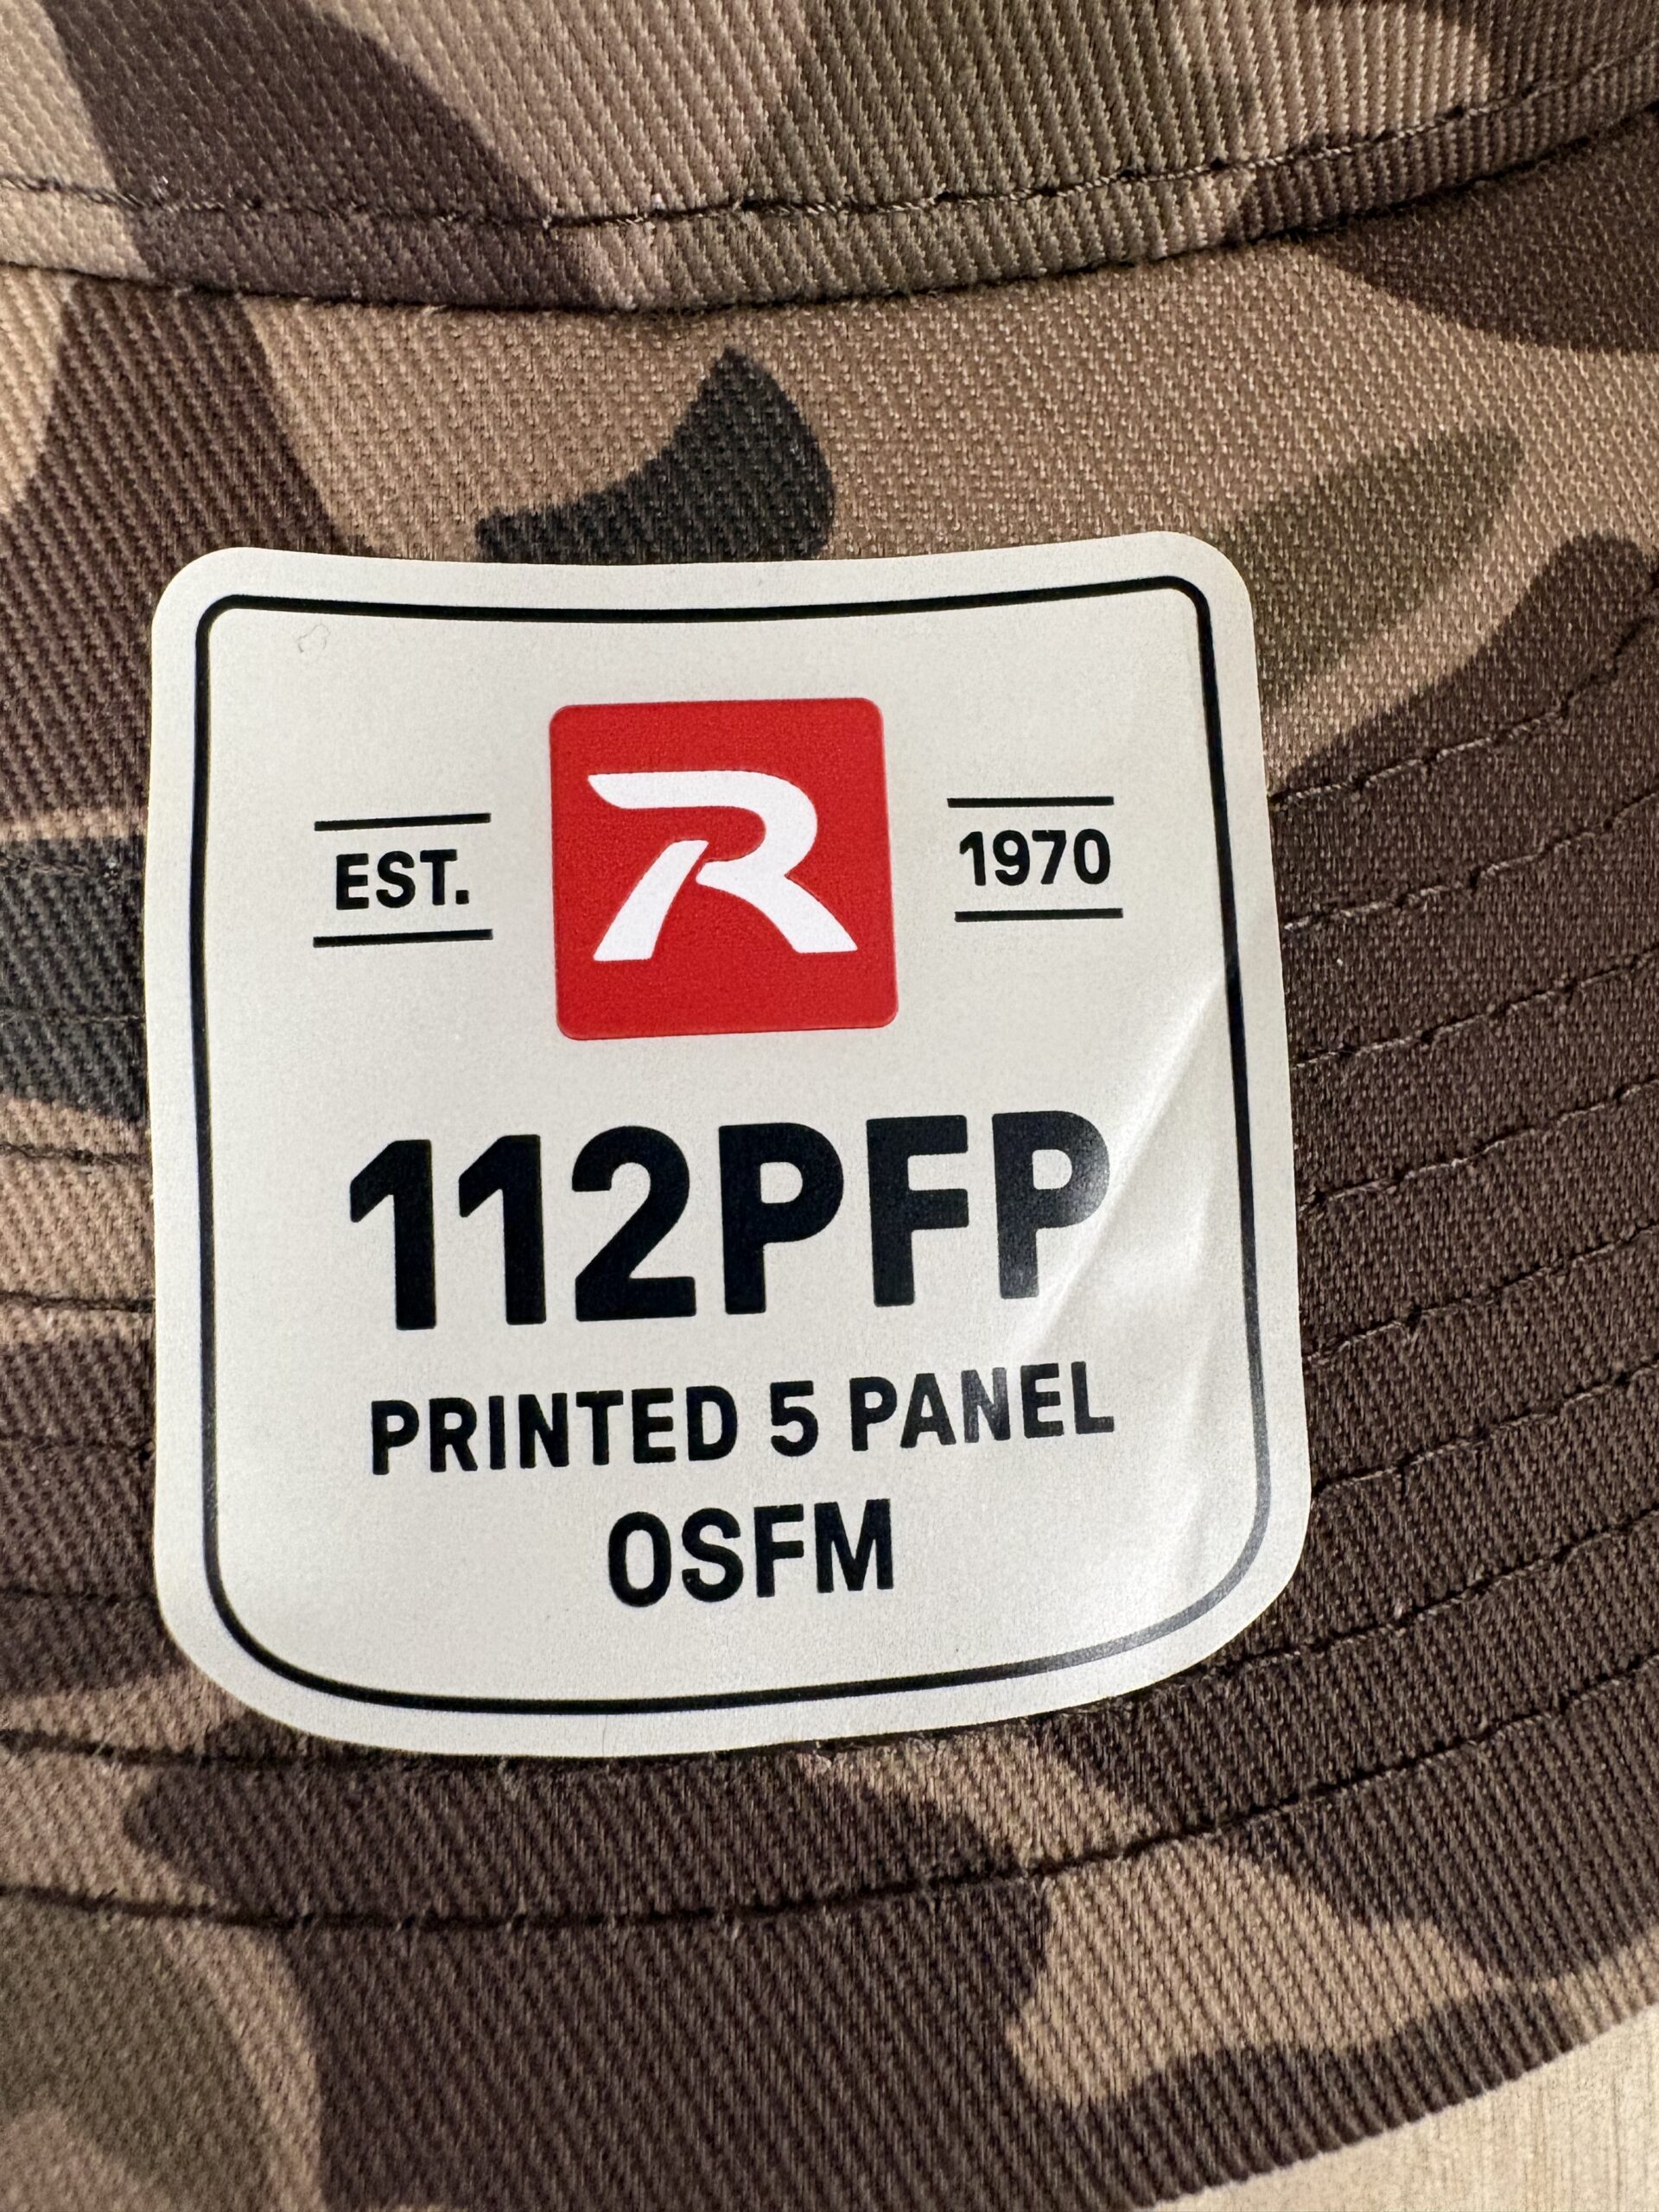 EST. R 1970
112PFP
PRINTED 5 PANEL
OSFM